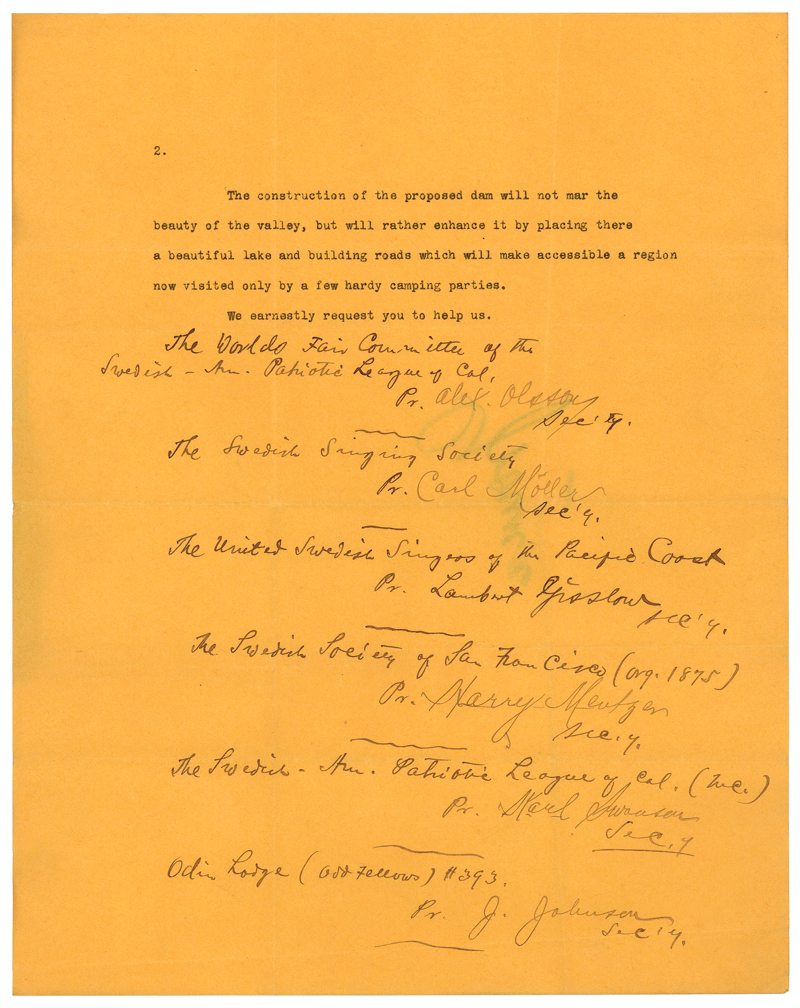 2.
The construction of the proposed dam will not mar the
beauty of the valley, but will rather enhance it by placing there
a beautiful lake and building roads which will make accessible a region
now visited only by a few hardy camping parties.
We earnestly request you to help us.
The Worlds Fair Committee of the
Swedish - Am. Patriotic League of Cal.
Pr. Alex. Olsson
Sec'ty.
The Swedish Singing Society
Pr. Carl Möller
Sec'y.
The United Swedish Singers of the Pacific Coast
Pr. Lambert
Sec'y.
The Swedish Society of San Francisco (org. 1875)
Pr. Harry Mentzer
Sec.y.
The Swedish - Am. Patriotic League of Cal. (Inc.)
Pr. Karl Swanson
Sec.y
Odin Lodge (Odd Fellows) #393.
Pr. J. Johnson
Sec'y.